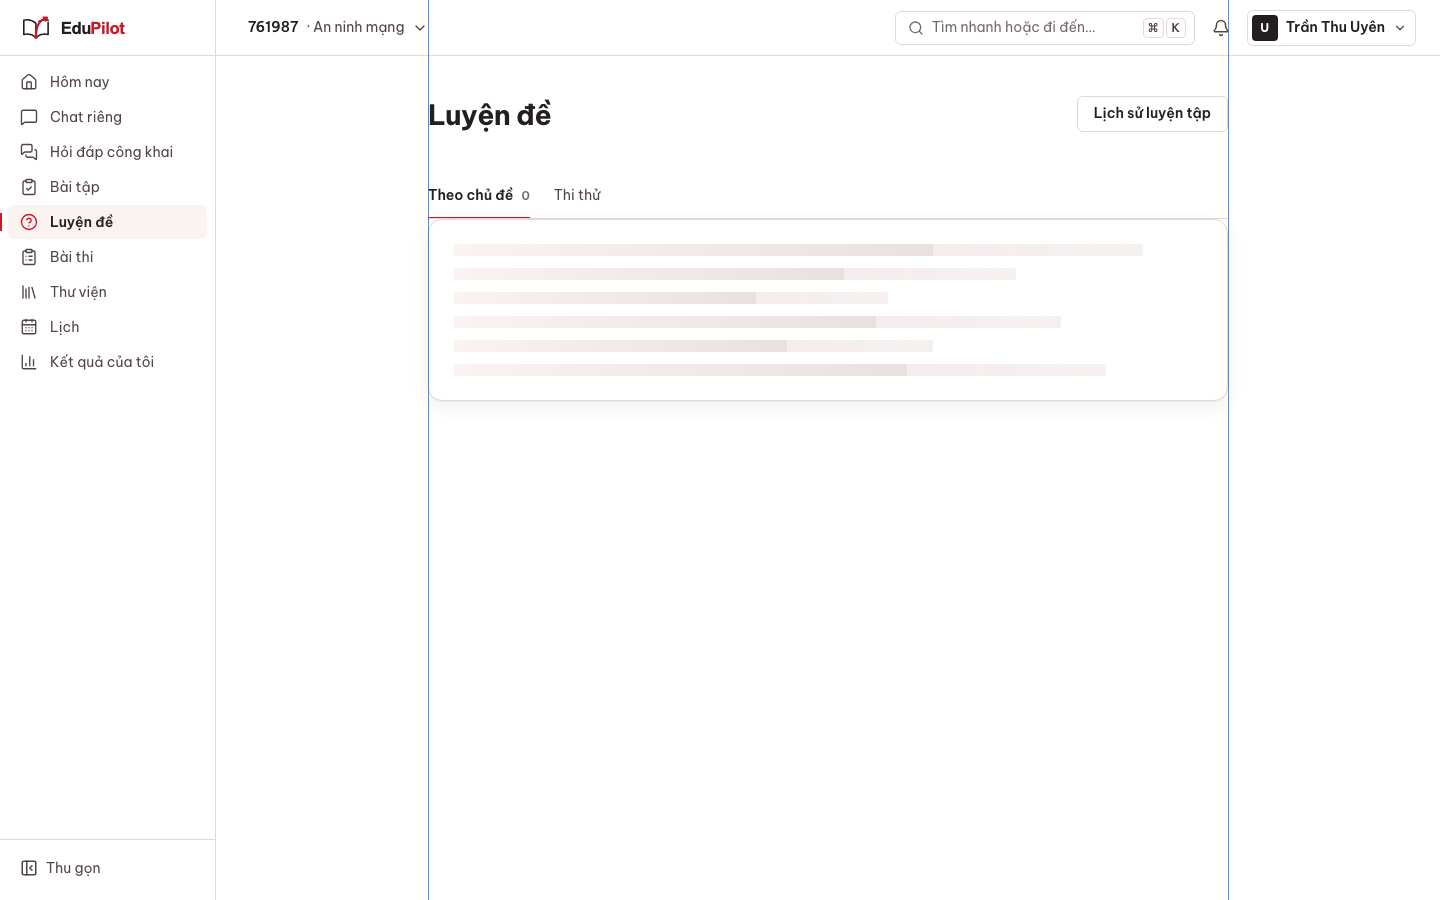 EduPilot
761987 · An ninh mạng
Tìm nhanh hoặc đi đến...
⌘ K
U Trần Thu Uyên
Hôm nay
Chat riêng
Hỏi đáp công khai
Bài tập
Luyện đề
Bài thi
Thư viện
Lịch
Kết quả của tôi
Thu gọn
Luyện đề
Lịch sử luyện tập
Theo chủ đề 0
Thi thử